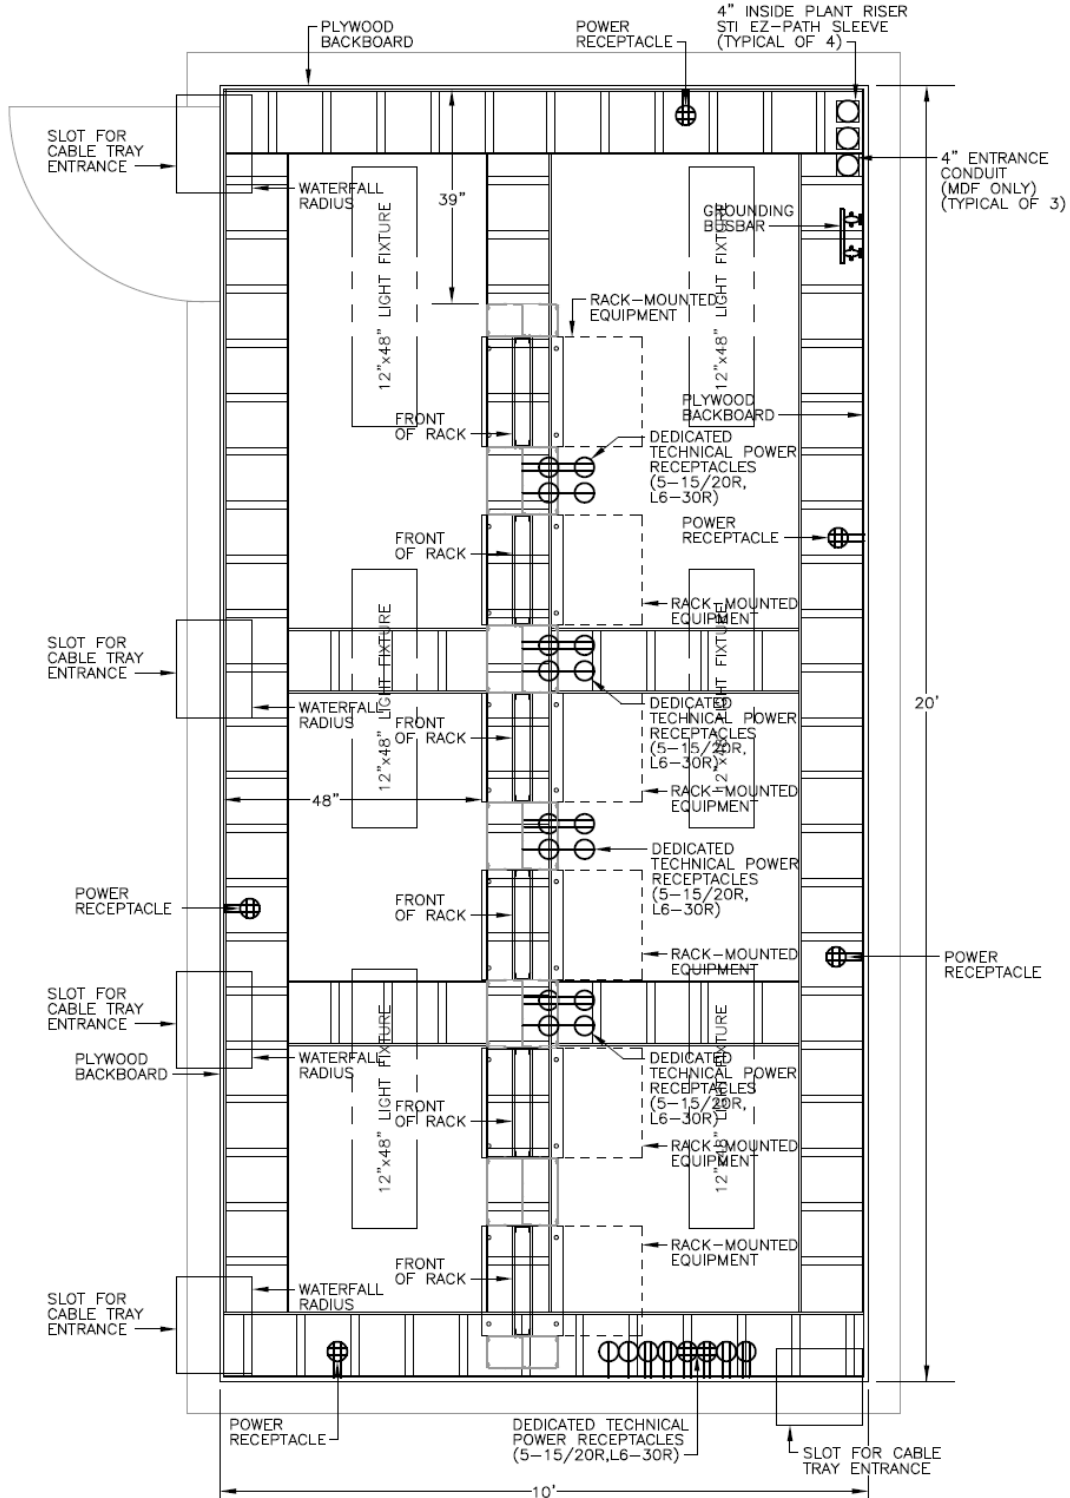 4" INSIDE PLANT RISER
STI EZ-PATH SLEEVE
(TYPICAL OF 4)
PLYWOOD
BACKBOARD
POWER
RECEPTACLE
SLOT FOR
CABLE TRAY
ENTRANCE
WATERFALL
RADIUS
39"
12"x48" LIGHT FIXTURE
12"x48" LIGHT FIXTURE
4" ENTRANCE
CONDUIT
(MDF ONLY)
(TYPICAL OF 3)
GROUNDING
BUSBAR
RACK-MOUNTED
EQUIPMENT
PLYWOOD
BACKBOARD
FRONT
OF RACK
DEDICATED
TECHNICAL POWER
RECEPTACLES
(5-15/20R,
L6-30R)
POWER
RECEPTACLE
FRONT
OF RACK
RACK-MOUNTED
EQUIPMENT
SLOT FOR
CABLE TRAY
ENTRANCE
WATERFALL
RADIUS
12"x48" LIGHT FIXTURE
12"x48" LIGHT FIXTURE
20'
FRONT
OF RACK
DEDICATED
TECHNICAL POWER
RECEPTACLES
(5-15/20R,
L6-30R)
RACK-MOUNTED
EQUIPMENT
48"
DEDICATED
TECHNICAL POWER
RECEPTACLES
(5-15/20R,
L6-30R)
POWER
RECEPTACLE
FRONT
OF RACK
RACK-MOUNTED
EQUIPMENT
POWER
RECEPTACLE
SLOT FOR
CABLE TRAY
ENTRANCE
PLYWOOD
BACKBOARD
WATERFALL
RADIUS
12"x48" LIGHT FIXTURE
12"x48" LIGHT FIXTURE
DEDICATED
TECHNICAL POWER
RECEPTACLES
(5-15/20R,
L6-30R)
FRONT
OF RACK
RACK-MOUNTED
EQUIPMENT
FRONT
OF RACK
RACK-MOUNTED
EQUIPMENT
SLOT FOR
CABLE TRAY
ENTRANCE
WATERFALL
RADIUS
POWER
RECEPTACLE
DEDICATED TECHNICAL
POWER RECEPTACLES
(5-15/20R,L6-30R)
SLOT FOR CABLE
TRAY ENTRANCE
10'